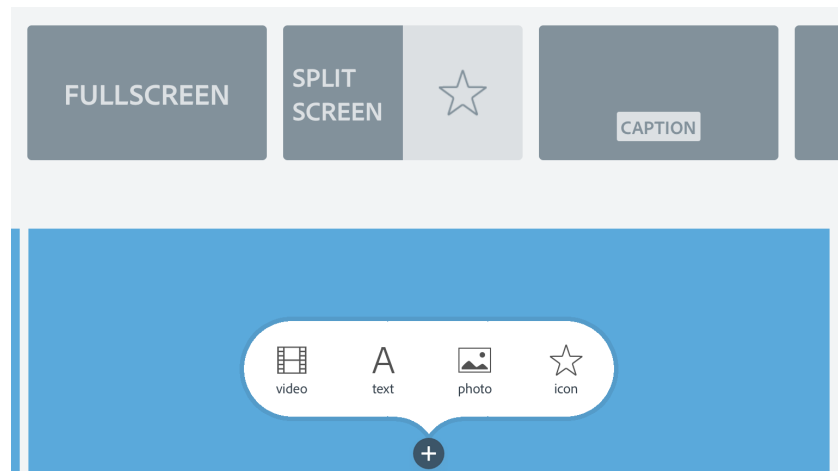 FULLSCREEN
SPLIT
SCREEN
CAPTION
video
text
photo
icon